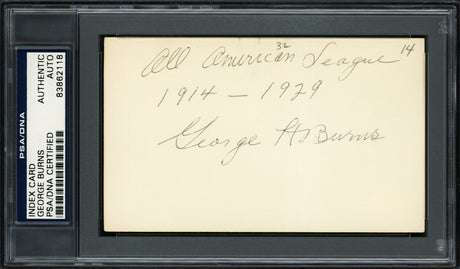 PSA/DNA
INDEX CARD
GEORGE BURNS
PSA/DNA CERTIFIED
AUTHENTIC
AUTO
83862118
32
14
All American League
1914 — 1929
George H Burns